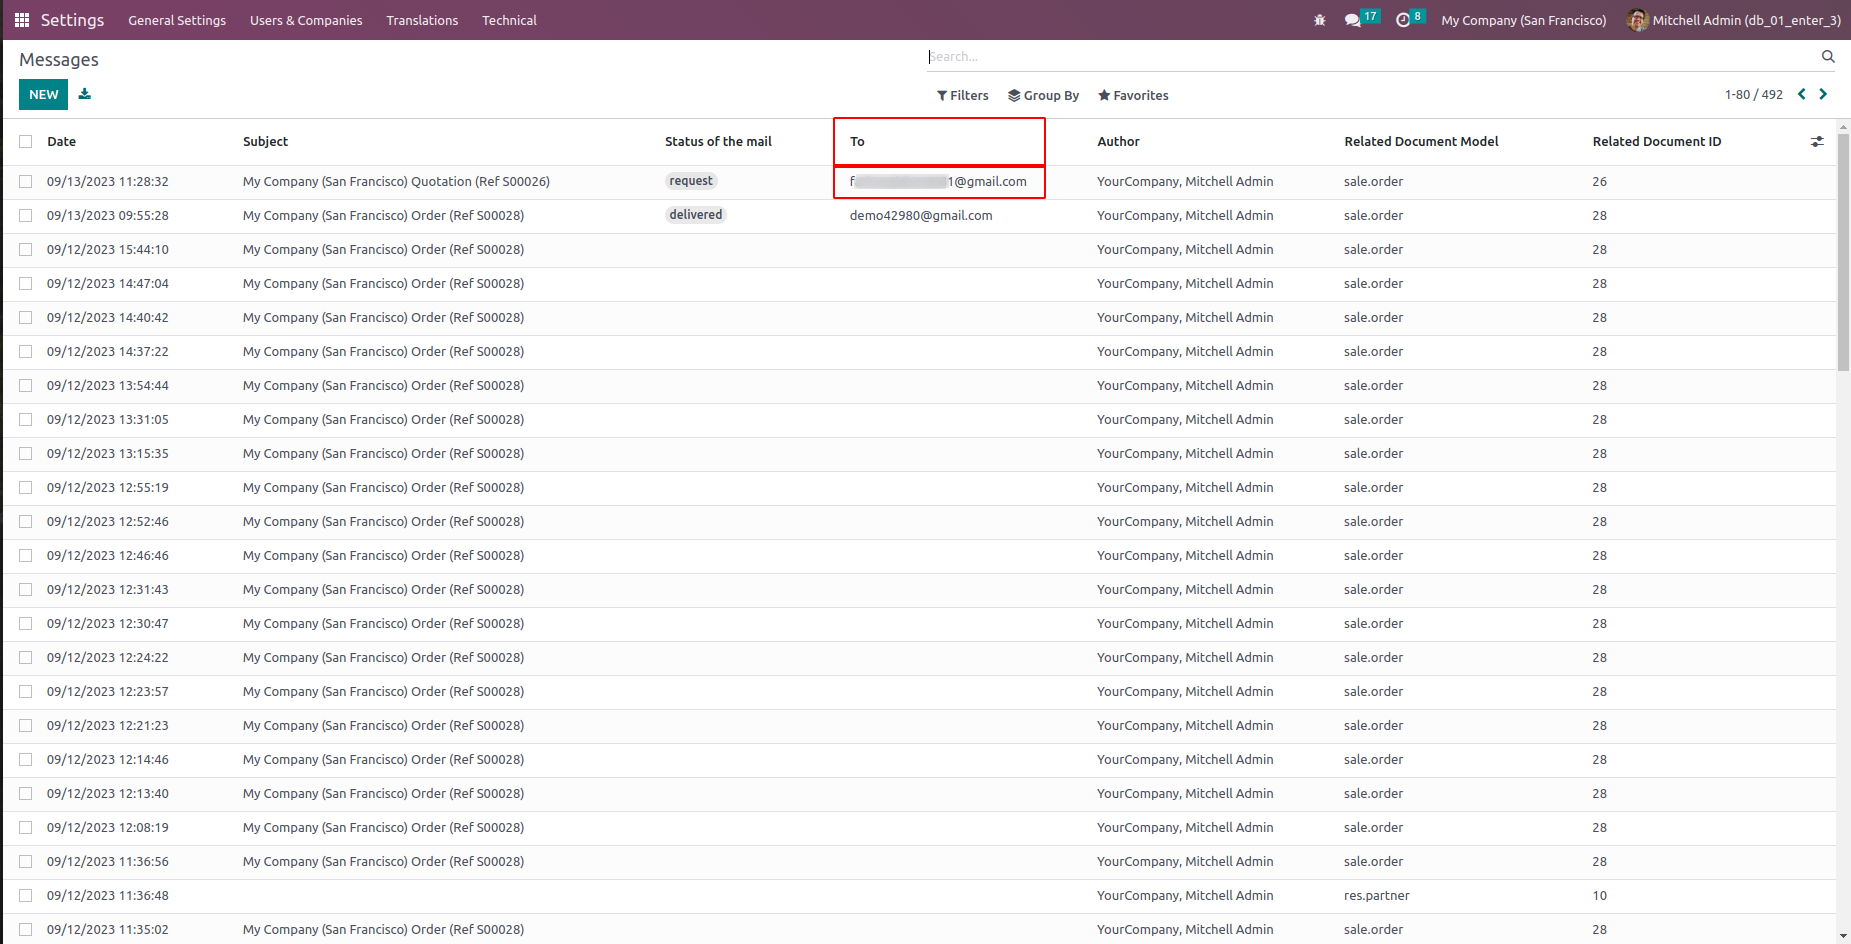 Settings General Settings Users & Companies Translations Technical 17 8 My Company (San Francisco) Mitchell Admin (db_01_enter_3)
Messages Search...
NEW Filters Group By Favorites 1-80 / 492
Date Subject Status of the mail To Author Related Document Model Related Document ID
09/13/2023 11:28:32 My Company (San Francisco) Quotation (Ref S00026) request f 1@gmail.com YourCompany, Mitchell Admin sale.order 26
09/13/2023 09:55:28 My Company (San Francisco) Order (Ref S00028) delivered demo42980@gmail.com YourCompany, Mitchell Admin sale.order 28
09/12/2023 15:44:10 My Company (San Francisco) Order (Ref S00028) YourCompany, Mitchell Admin sale.order 28
09/12/2023 14:47:04 My Company (San Francisco) Order (Ref S00028) YourCompany, Mitchell Admin sale.order 28
09/12/2023 14:40:42 My Company (San Francisco) Order (Ref S00028) YourCompany, Mitchell Admin sale.order 28
09/12/2023 14:37:22 My Company (San Francisco) Order (Ref S00028) YourCompany, Mitchell Admin sale.order 28
09/12/2023 13:54:44 My Company (San Francisco) Order (Ref S00028) YourCompany, Mitchell Admin sale.order 28
09/12/2023 13:31:05 My Company (San Francisco) Order (Ref S00028) YourCompany, Mitchell Admin sale.order 28
09/12/2023 13:15:35 My Company (San Francisco) Order (Ref S00028) YourCompany, Mitchell Admin sale.order 28
09/12/2023 12:55:19 My Company (San Francisco) Order (Ref S00028) YourCompany, Mitchell Admin sale.order 28
09/12/2023 12:52:46 My Company (San Francisco) Order (Ref S00028) YourCompany, Mitchell Admin sale.order 28
09/12/2023 12:46:46 My Company (San Francisco) Order (Ref S00028) YourCompany, Mitchell Admin sale.order 28
09/12/2023 12:31:43 My Company (San Francisco) Order (Ref S00028) YourCompany, Mitchell Admin sale.order 28
09/12/2023 12:30:47 My Company (San Francisco) Order (Ref S00028) YourCompany, Mitchell Admin sale.order 28
09/12/2023 12:24:22 My Company (San Francisco) Order (Ref S00028) YourCompany, Mitchell Admin sale.order 28
09/12/2023 12:23:57 My Company (San Francisco) Order (Ref S00028) YourCompany, Mitchell Admin sale.order 28
09/12/2023 12:21:23 My Company (San Francisco) Order (Ref S00028) YourCompany, Mitchell Admin sale.order 28
09/12/2023 12:14:46 My Company (San Francisco) Order (Ref S00028) YourCompany, Mitchell Admin sale.order 28
09/12/2023 12:13:40 My Company (San Francisco) Order (Ref S00028) YourCompany, Mitchell Admin sale.order 28
09/12/2023 12:08:19 My Company (San Francisco) Order (Ref S00028) YourCompany, Mitchell Admin sale.order 28
09/12/2023 11:36:56 My Company (San Francisco) Order (Ref S00028) YourCompany, Mitchell Admin sale.order 28
09/12/2023 11:36:48 YourCompany, Mitchell Admin res.partner 10
09/12/2023 11:35:02 My Company (San Francisco) Order (Ref S00028) YourCompany, Mitchell Admin sale.order 28